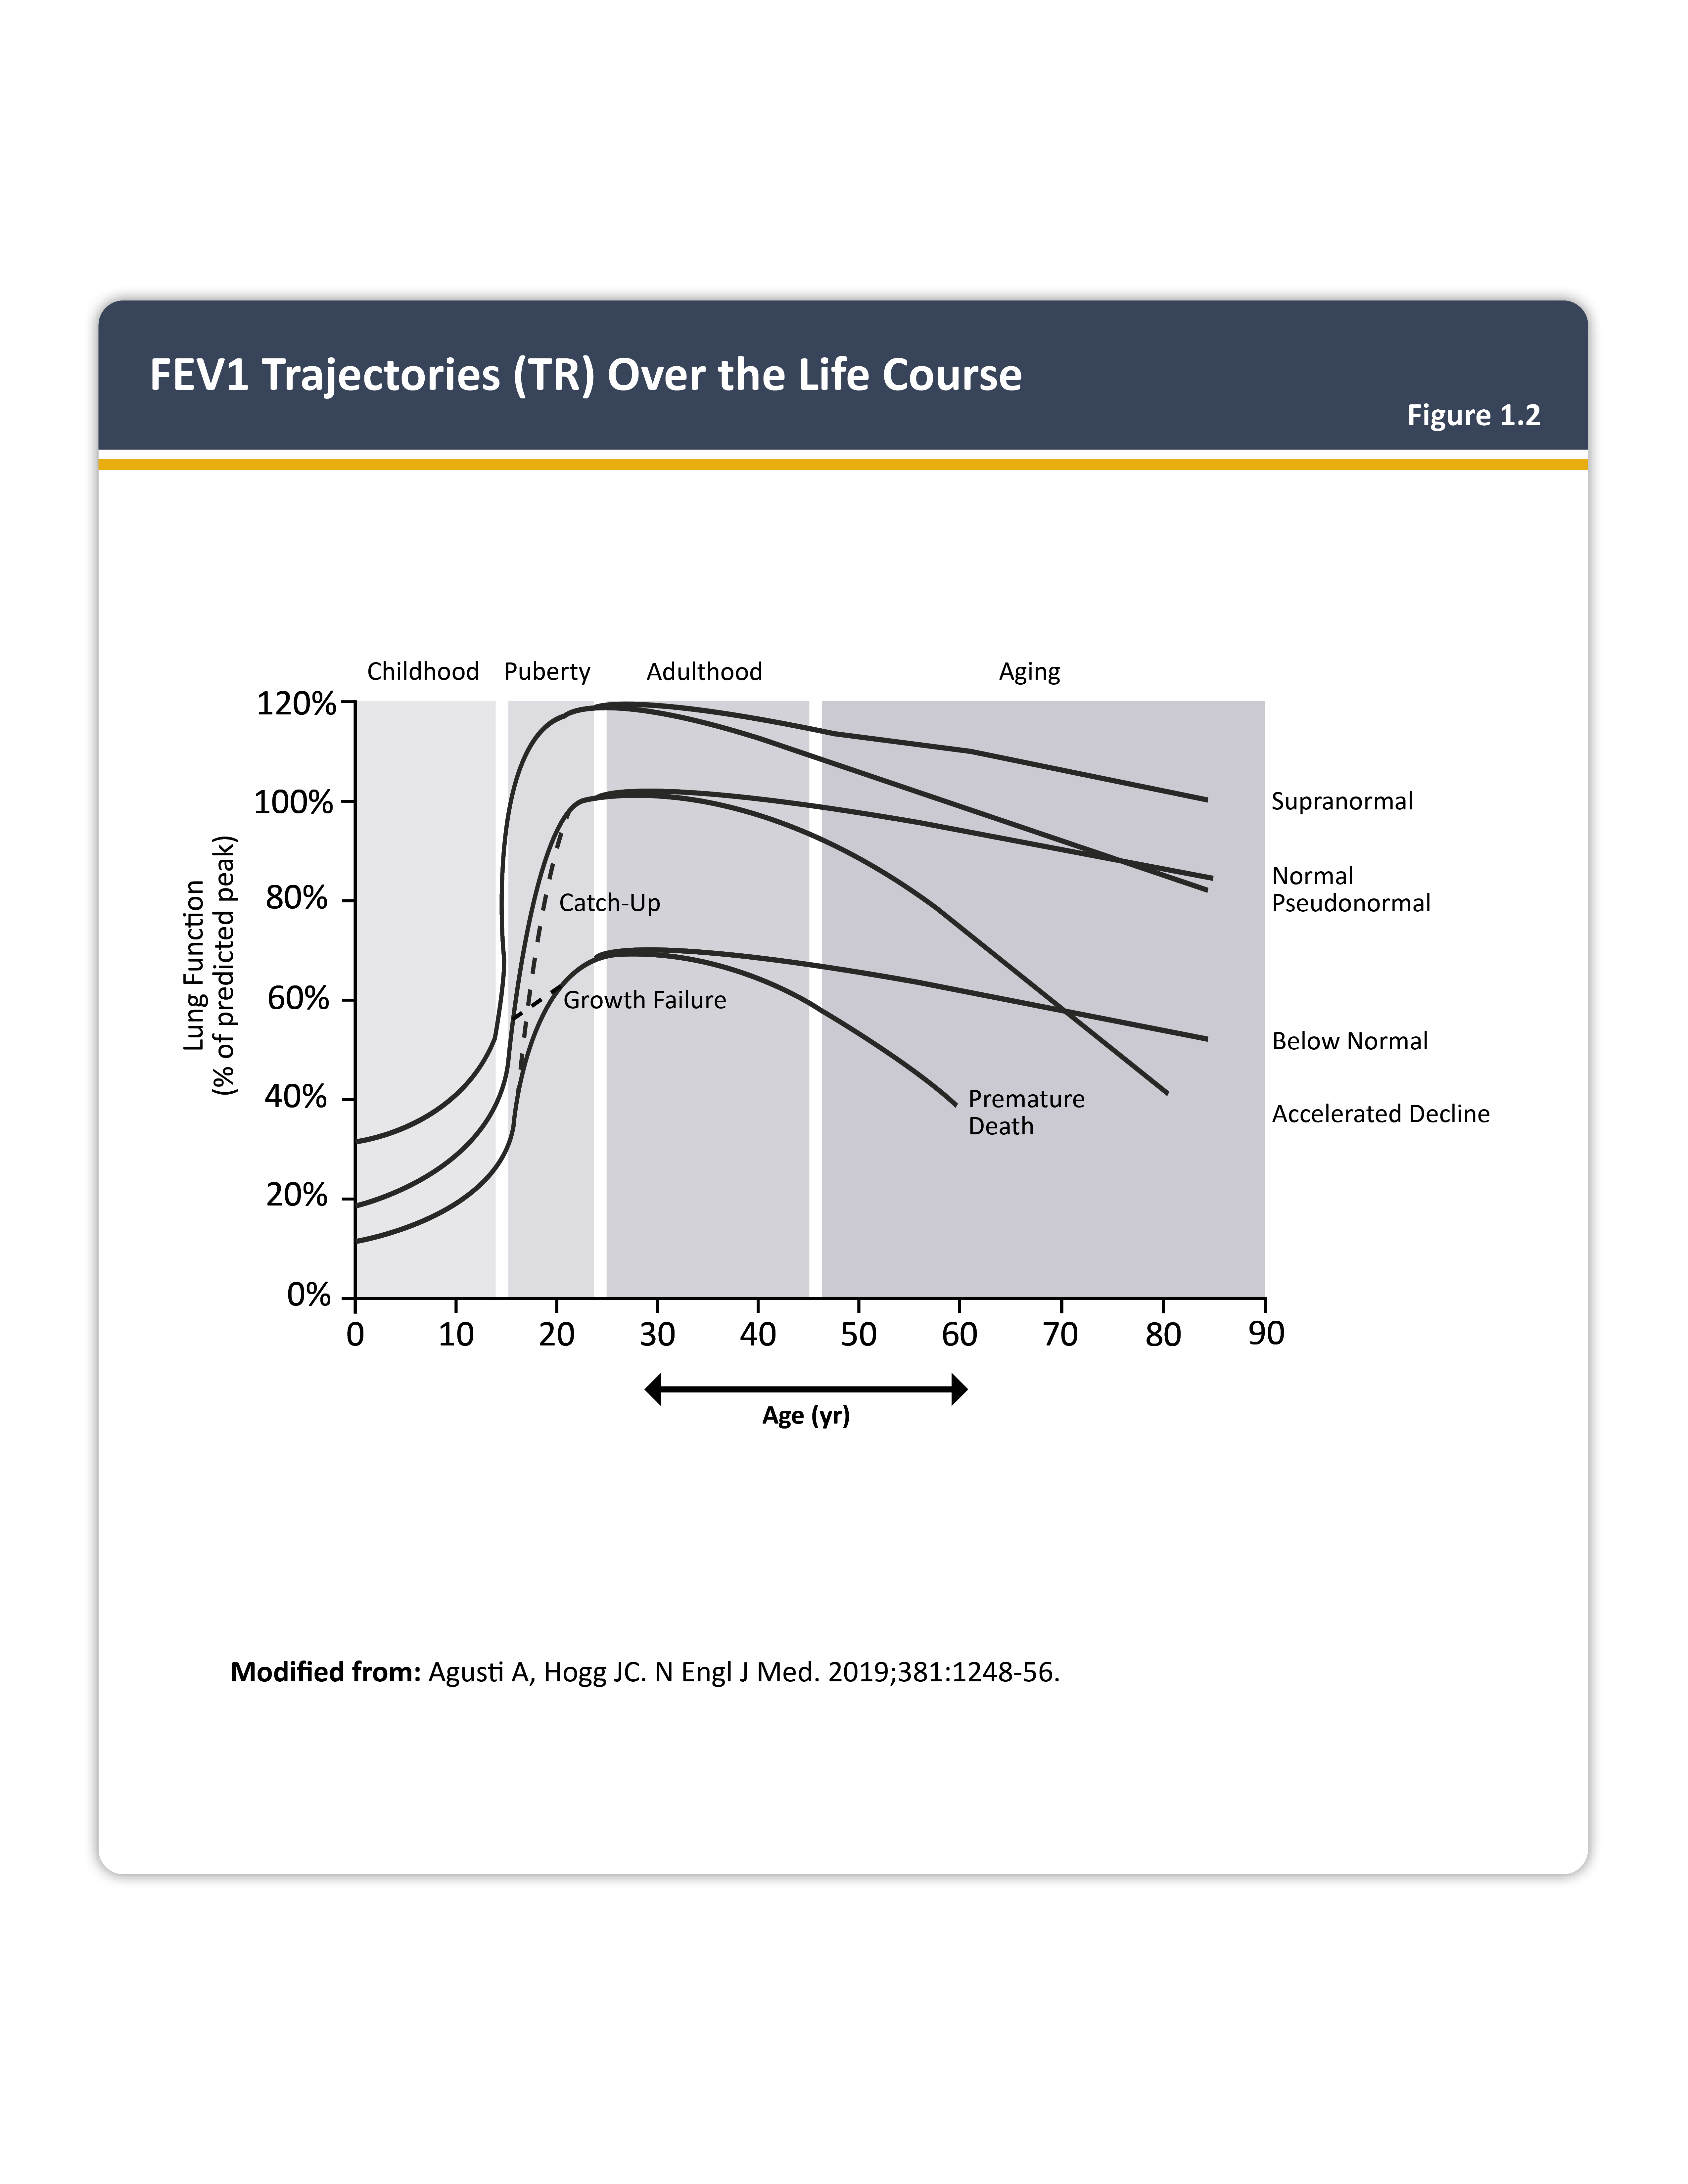 FEV1 Trajectories (TR) Over the Life Course
Figure 1.2
Childhood
Puberty
Adulthood
Aging
120%
100%
80%
60%
40%
20%
0%
Lung Function
(% of predicted peak)
Catch-Up
Growth Failure
Premature
Death
Supranormal
Normal
Pseudonormal
Below Normal
Accelerated Decline
0
10
20
30
40
50
60
70
80
90
Age (yr)
Modified from: Agusti A, Hogg JC. N Engl J Med. 2019;381:1248-56.